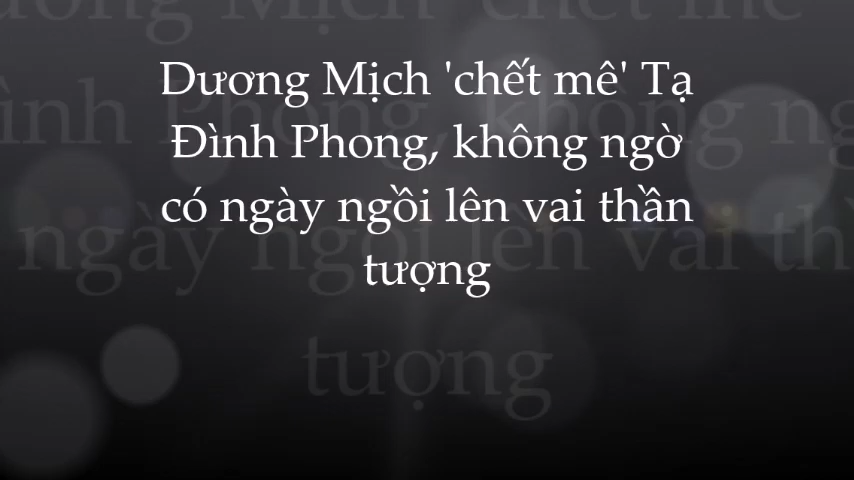 Dương Mịch 'chết mê' Tạ
Đình Phong, không ngờ
có ngày ngồi lên vai thần
tượng